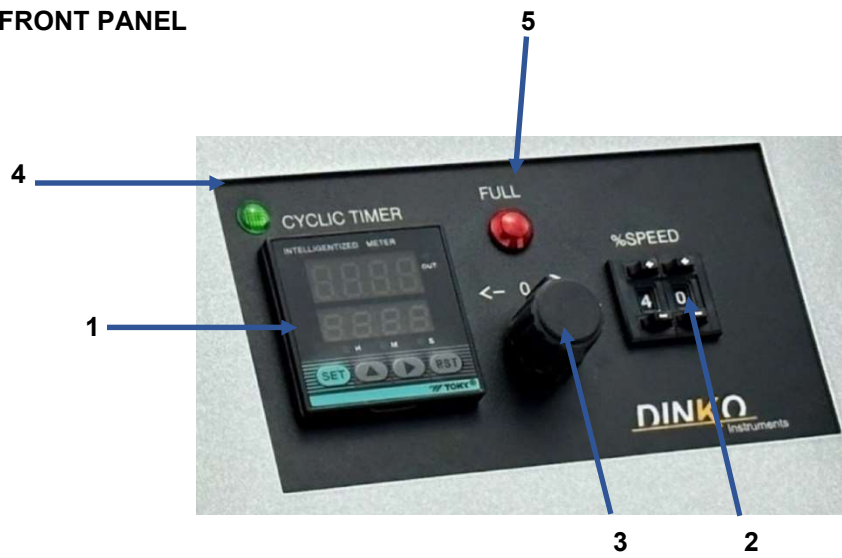 FRONT PANEL
5
4
FULL
CYCLIC TIMER
%SPEED
INTELLIGENTIZED METER
OUT
<- 0
+ +
4 0
- -
1
H M S
SET RST
TOKY®
DINKO
Instruments
3 2